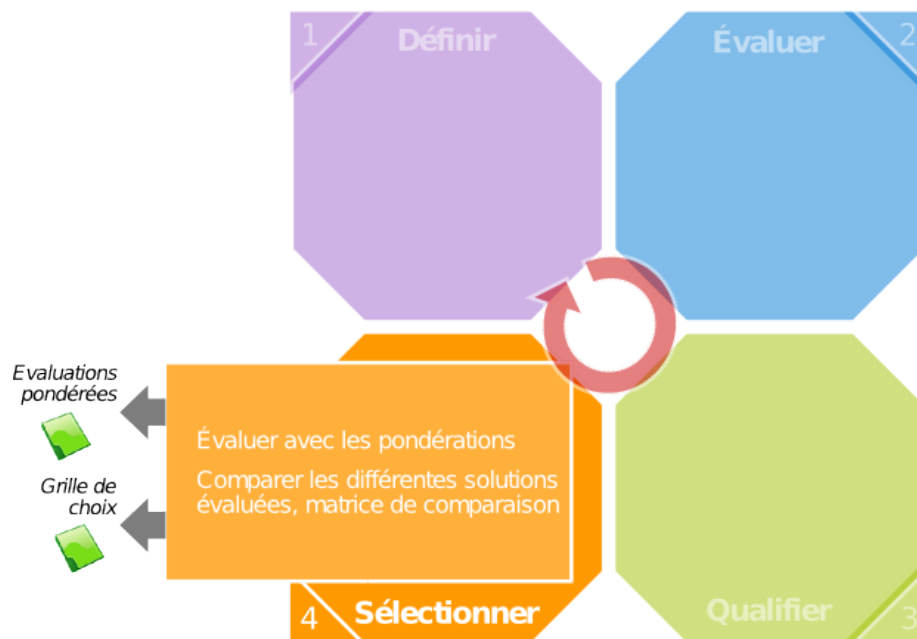 1
Définir
Évaluer
2
Evaluations
pondérées
Évaluer avec les pondérations
Comparer les différentes solutions
évaluées, matrice de comparaison
Grille de
choix
4
Sélectionner
Qualifier
3